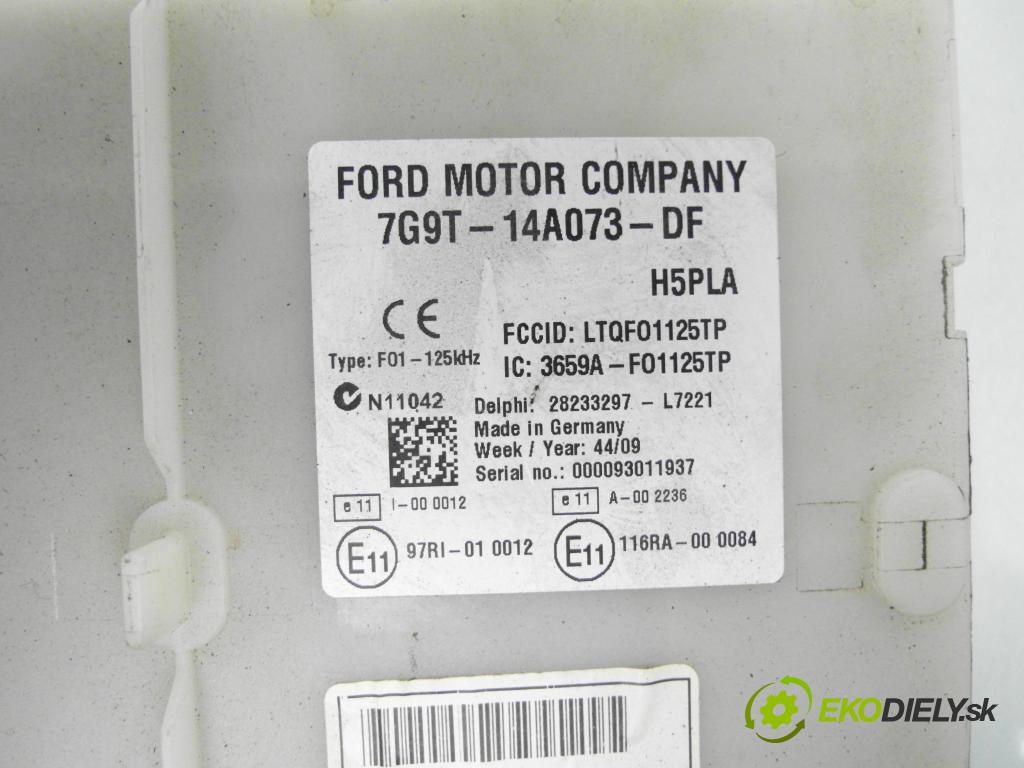 FORD MOTOR COMPANY
7G9T-14A073-DF
H5PLA
CE
FCCID: LTQFO1125TP
Type: FO1-125kHz
IC: 3659A-FO1125TP
N11042
Delphi: 28233297 - L7221
Made in Germany
Week / Year: 44/09
Serial no.: 000093011937
e 11 I-00 0012
e 11 A-00 2236
E11 97RI-01 0012
E11 116RA-00 0084
EKODIELY.sk